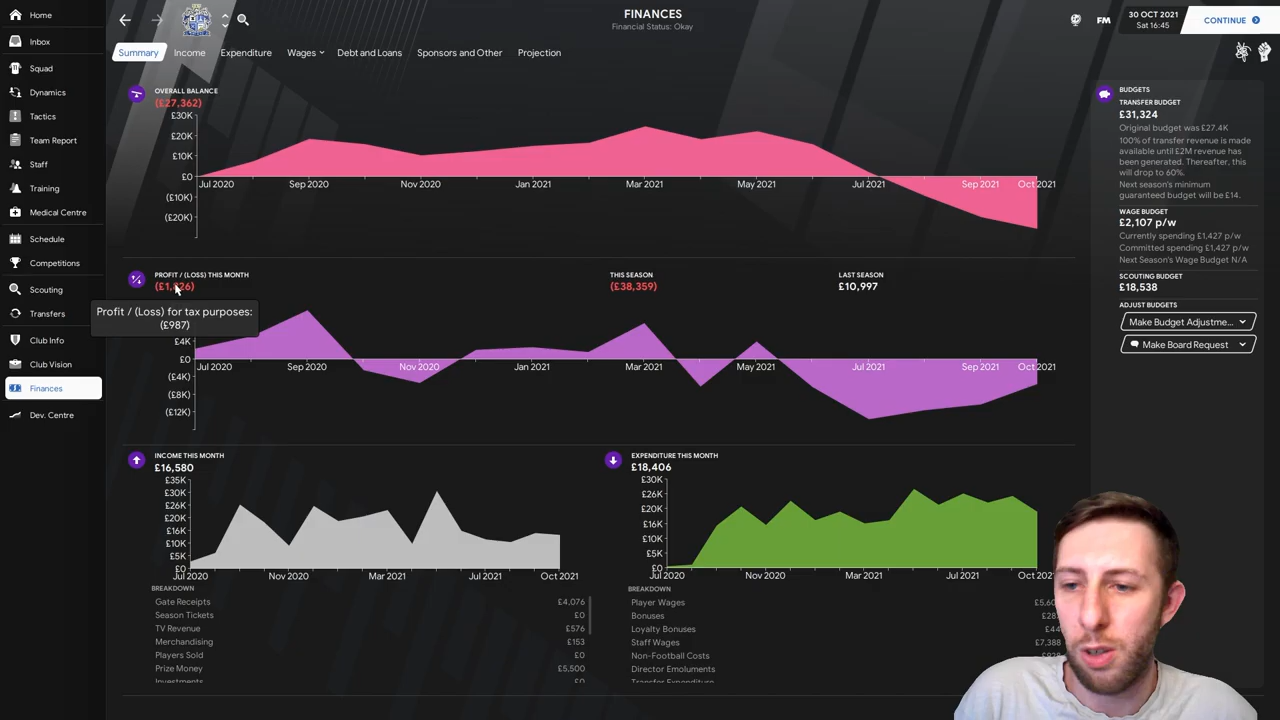 Home
Inbox
Squad
Dynamics
Tactics
Team Report
Staff
Training
Medical Centre
Schedule
Competitions
Scouting
Transfers
Club Info
Club Vision
Finances
Dev. Centre
FINANCES
Financial Status: Okay
FM
30 OCT 2021
Sat 16:45
CONTINUE
Summary
Income
Expenditure
Wages
Debt and Loans
Sponsors and Other
Projection
OVERALL BALANCE
(£27,362)
£30K
£20K
£10K
£0
(£10K)
(£20K)
Jul 2020
Sep 2020
Nov 2020
Jan 2021
Mar 2021
May 2021
Jul 2021
Sep 2021
Oct 2021
PROFIT / (LOSS) THIS MONTH
THIS SEASON
(£38,359)
LAST SEASON
£10,997
Profit / (Loss) for tax purposes:
(£987)
£4K
£0
(£4K)
(£8K)
(£12K)
Jul 2020
Sep 2020
Nov 2020
Jan 2021
Mar 2021
May 2021
Jul 2021
Sep 2021
Oct 2021
INCOME THIS MONTH
£16,580
£35K
£30K
£26K
£20K
£16K
£10K
£5K
£0
Jul 2020
Nov 2020
Mar 2021
Jul 2021
Oct 2021
BREAKDOWN
Gate Receipts £4,076
Season Tickets £0
TV Revenue £576
Merchandising £153
Players Sold £0
Prize Money £5,500
Investments £0
EXPENDITURE THIS MONTH
£18,406
£30K
£26K
£20K
£16K
£10K
£5K
£0
Jul 2020
Nov 2020
Mar 2021
Jul 2021
Oct 2021
BREAKDOWN
Player Wages
Bonuses
Loyalty Bonuses
Staff Wages £7,388
Non-Football Costs
Director Emoluments
Transfer Expenditure
BUDGETS
TRANSFER BUDGET
£31,324
Original budget was £27.4K
100% of transfer revenue is made
available until £2M revenue has
been generated. Thereafter, this
will drop to 60%.
Next season's minimum
guaranteed budget will be £14.
WAGE BUDGET
£2,107 p/w
Currently spending £1,427 p/w
Committed spending £1,427 p/w
Next Season's Wage Budget N/A
SCOUTING BUDGET
£18,538
ADJUST BUDGETS
Make Budget Adjustme...
Make Board Request